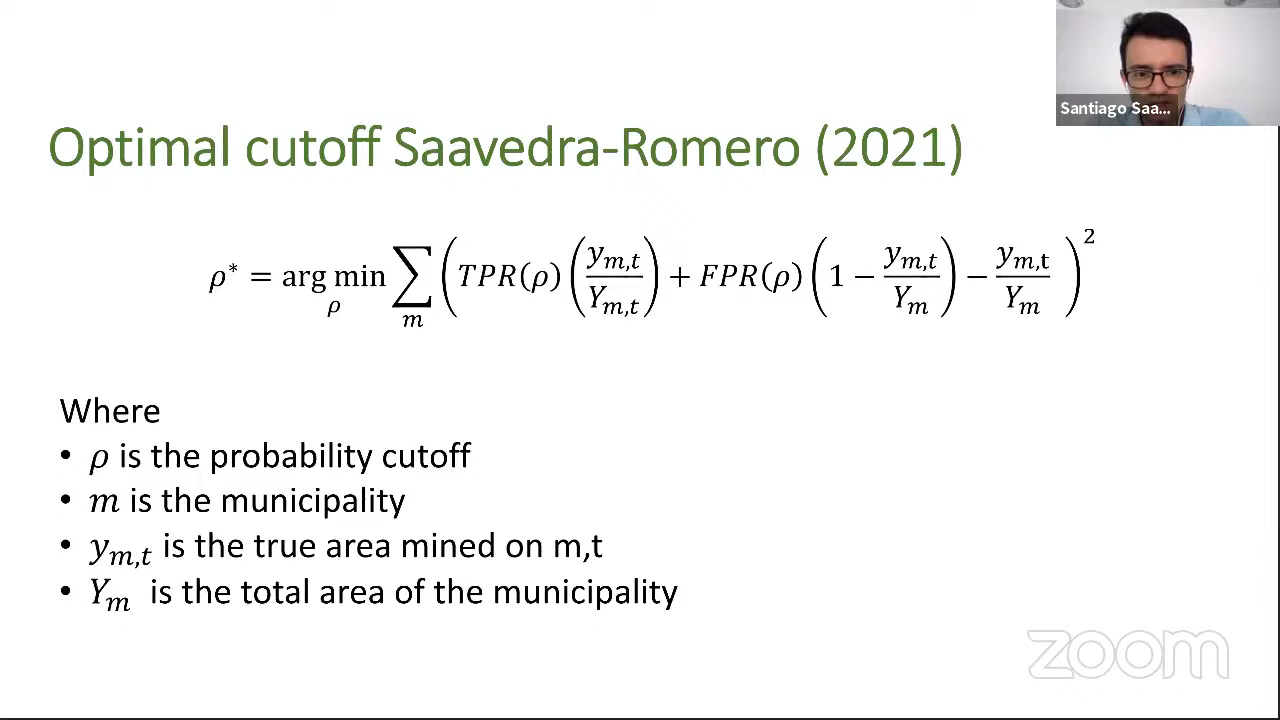 Santiago Saa...
Optimal cutoff Saavedra-Romero (2021)
𝜌* = arg min_𝜌 ∑_m (TPR(𝜌) (y_{m,t} / Y_{m,t}) + FPR(𝜌) (1 − y_{m,t} / Y_m) − y_{m,t} / Y_m)^2
Where
• 𝜌 is the probability cutoff
• m is the municipality
• y_{m,t} is the true area mined on m,t
• Y_m is the total area of the municipality
zoom